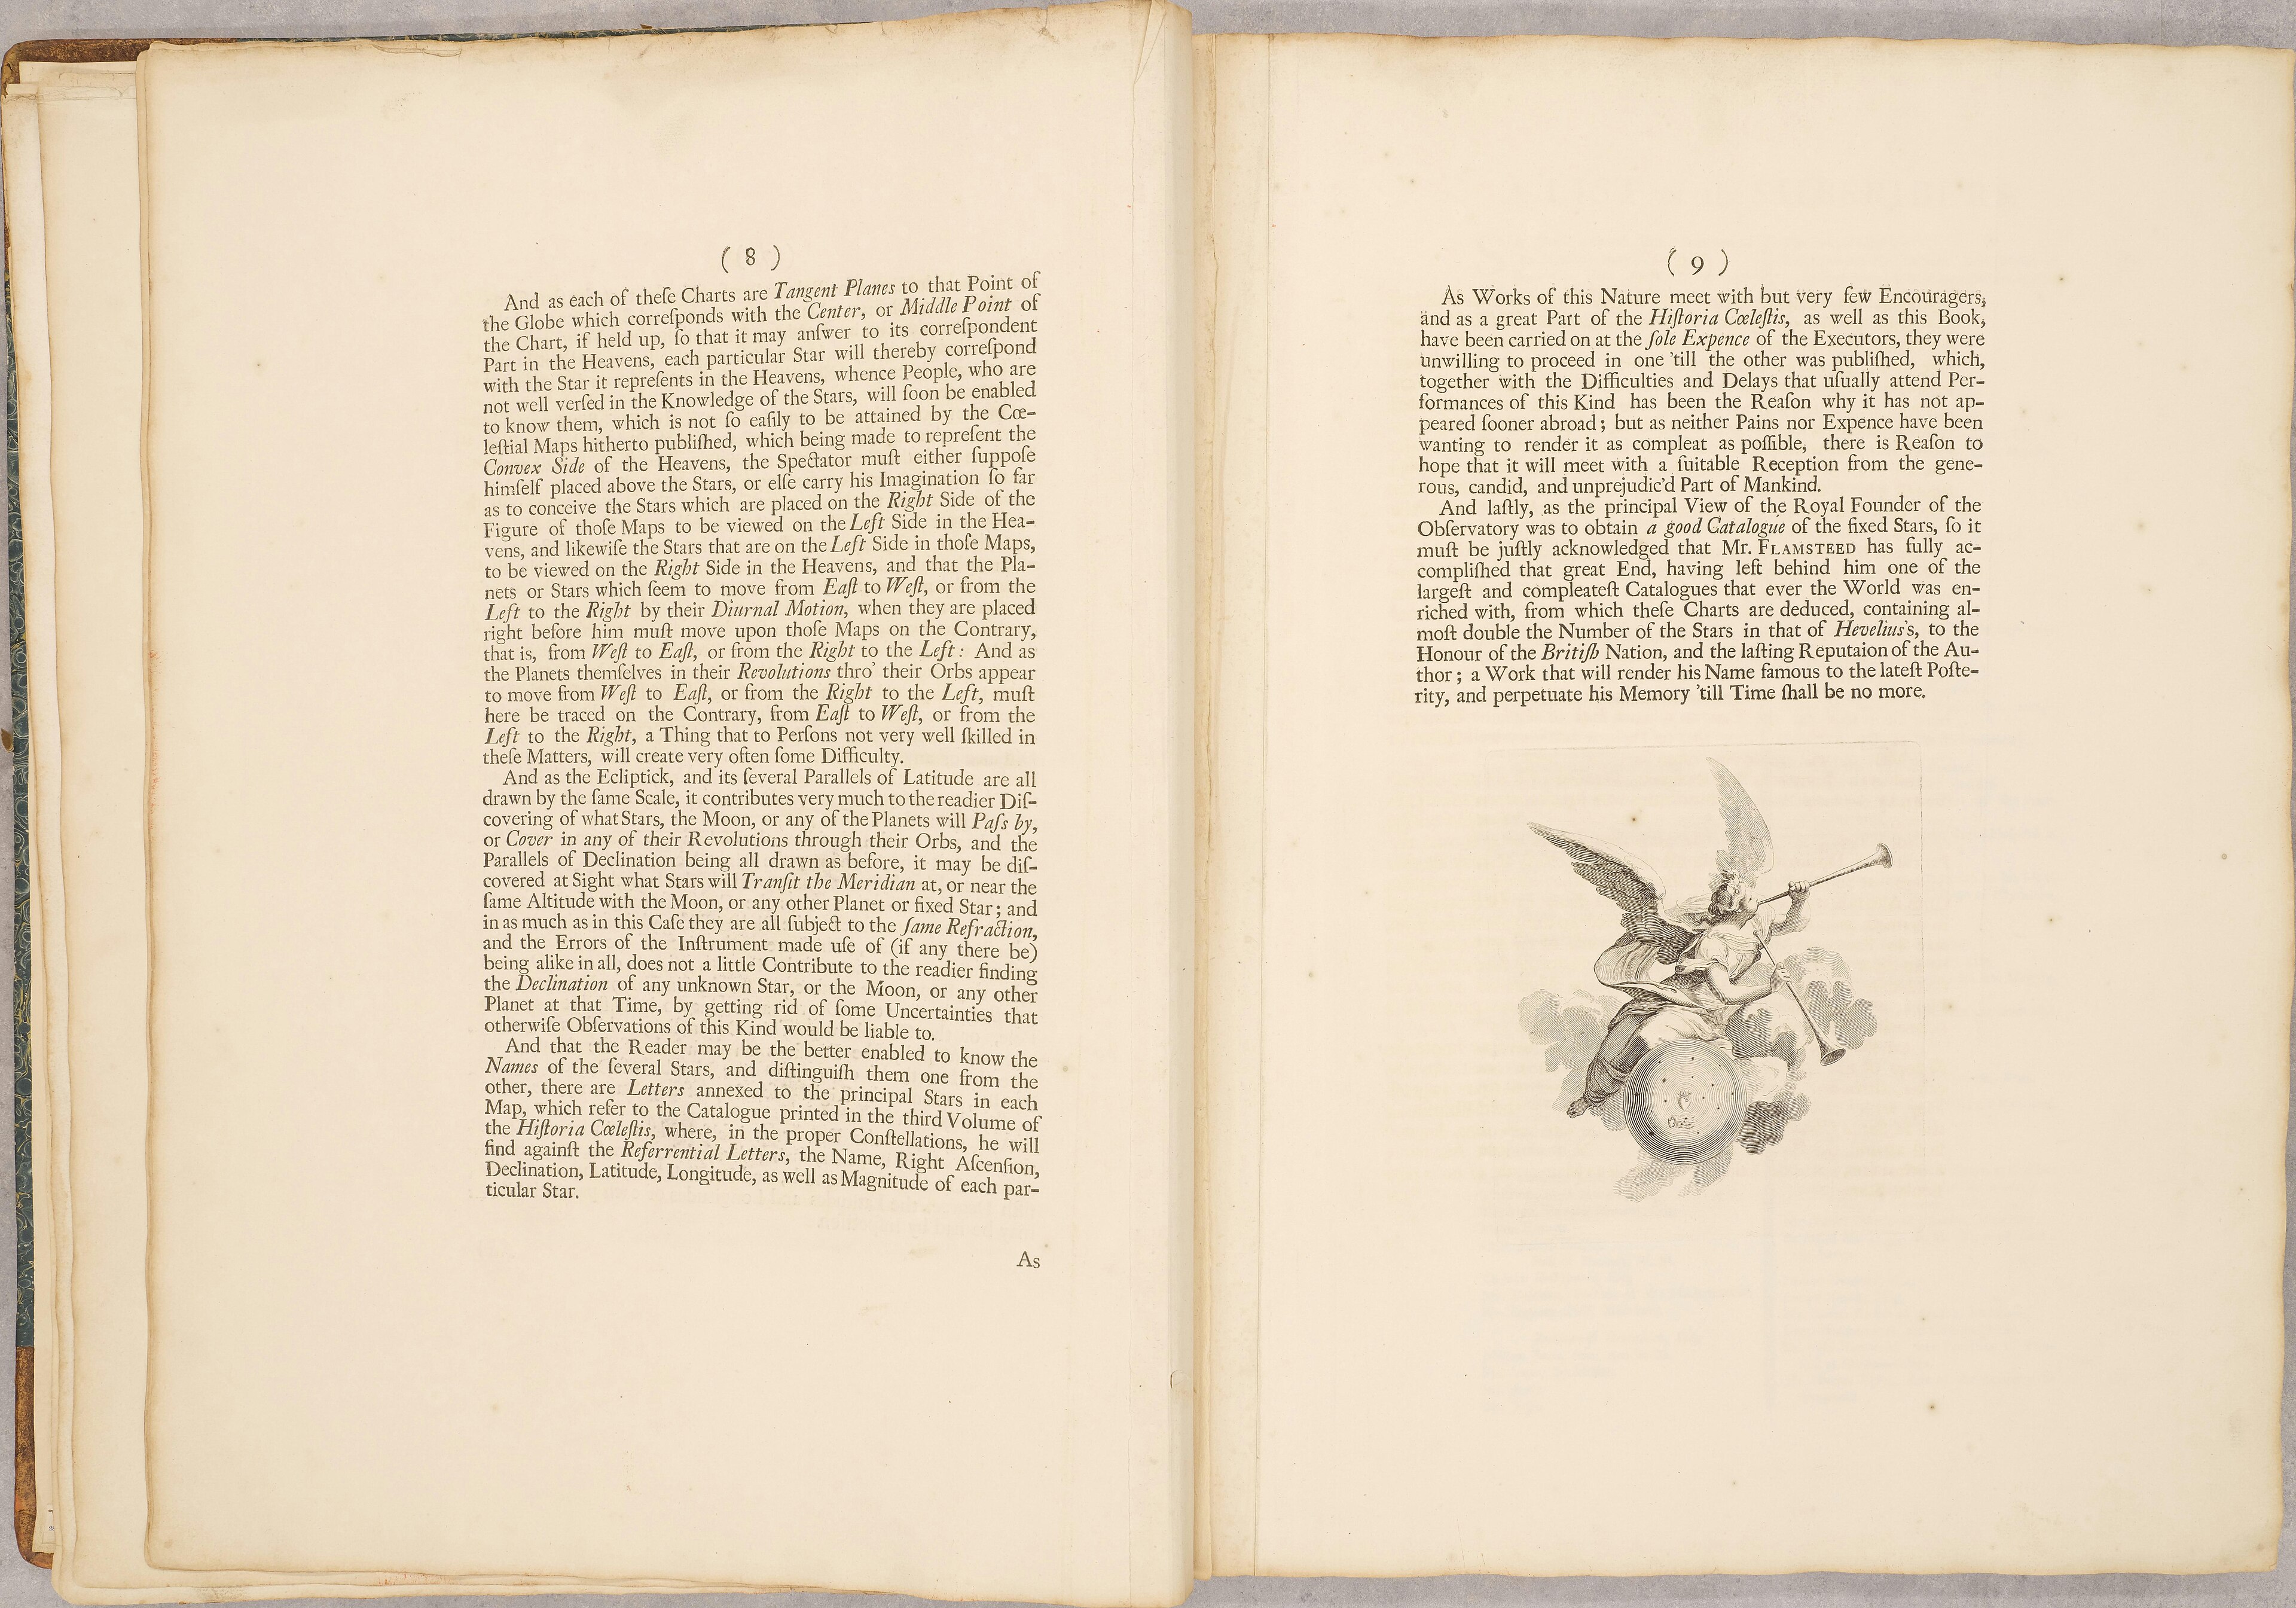 ( 8 )
And as each of theſe Charts are Tangent Planes to that Point of
the Globe which correſponds with the Center, or Middle Point of
the Chart, if held up, ſo that it may anſwer to its correſpondent
Part in the Heavens, each particular Star will thereby correſpond
with the Star it repreſents in the Heavens, whence People, who are
not well verſed in the Knowledge of the Stars, will ſoon be enabled
to know them, which is not ſo eaſily to be attained by the Cœ-
leſtial Maps hitherto publiſhed, which being made to repreſent the
Convex Side of the Heavens, the Spectator muſt either ſuppoſe
himſelf placed above the Stars, or elſe carry his Imagination ſo far
as to conceive the Stars which are placed on the Right Side of the
Figure of thoſe Maps to be viewed on the Left Side in the Hea-
vens, and likewiſe the Stars that are on the Left Side in thoſe Maps,
to be viewed on the Right Side in the Heavens, and that the Pla-
nets or Stars which ſeem to move from Eaſt to Weſt, or from the
Left to the Right by their Diurnal Motion, when they are placed
right before him muſt move upon thoſe Maps on the Contrary,
that is, from Weſt to Eaſt, or from the Right to the Left: And as
the Planets themſelves in their Revolutions thro' their Orbs appear
to move from Weſt to Eaſt, or from the Right to the Left, muſt
here be traced on the Contrary, from Eaſt to Weſt, or from the
Left to the Right, a Thing that to Perſons not very well ſkilled in
theſe Matters, will create very often ſome Difficulty.
And as the Ecliptick, and its ſeveral Parallels of Latitude are all
drawn by the ſame Scale, it contributes very much to the readier Diſ-
covering of what Stars, the Moon, or any of the Planets will Paſs by,
or Cover in any of their Revolutions through their Orbs, and the
Parallels of Declination being all drawn as before, it may be diſ-
covered at Sight what Stars will Tranſit the Meridian at, or near the
ſame Altitude with the Moon, or any other Planet or fixed Star; and
in as much as in this Caſe they are all ſubject to the ſame Refraction,
and the Errors of the Inſtrument made uſe of (if any there be)
being alike in all, does not a little Contribute to the readier finding
the Declination of any unknown Star, or the Moon, or any other
Planet at that Time, by getting rid of ſome Uncertainties that
otherwiſe Obſervations of this Kind would be liable to.
And that the Reader may be the better enabled to know the
Names of the ſeveral Stars, and diſtinguiſh them one from the
other, there are Letters annexed to the principal Stars in each
Map, which refer to the Catalogue printed in the third Volume of
the Hiſtoria Cœleſtis, where, in the proper Conſtellations, he will
find againſt the Referrential Letters, the Name, Right Aſcenſion,
Declination, Latitude, Longitude, as well as Magnitude of each par-
ticular Star.
As
( 9 )
As Works of this Nature meet with but very few Encouragers,
and as a great Part of the Hiſtoria Cœleſtis, as well as this Book,
have been carried on at the ſole Expence of the Executors, they were
unwilling to proceed in one 'till the other was publiſhed, which,
together with the Difficulties and Delays that uſually attend Per-
formances of this Kind has been the Reaſon why it has not ap-
peared ſooner abroad; but as neither Pains nor Expence have been
wanting to render it as compleat as poſſible, there is Reaſon to
hope that it will meet with a ſuitable Reception from the gene-
rous, candid, and unprejudic'd Part of Mankind.
And laſtly, as the principal View of the Royal Founder of the
Obſervatory was to obtain a good Catalogue of the fixed Stars, ſo it
muſt be juſtly acknowledged that Mr. FLAMSTEED has fully ac-
compliſhed that great End, having left behind him one of the
largeſt and compleateſt Catalogues that ever the World was en-
riched with, from which theſe Charts are deduced, containing al-
moſt double the Number of the Stars in that of Hevelius's, to the
Honour of the Britiſh Nation, and the laſting Reputaion of the Au-
thor; a Work that will render his Name famous to the lateſt Poſte-
rity, and perpetuate his Memory 'till Time ſhall be no more.